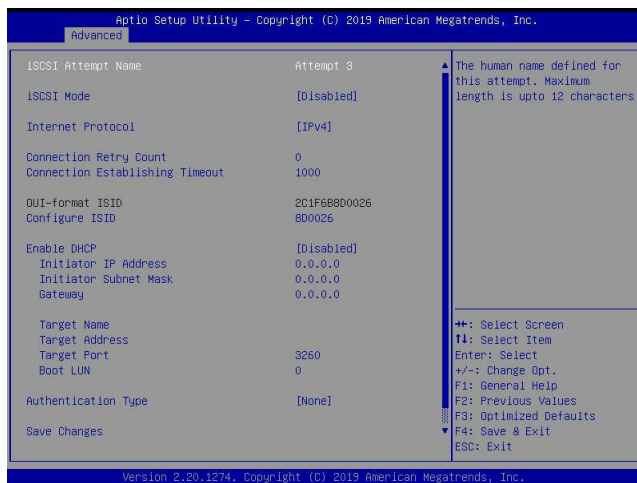 Aptio Setup Utility – Copyright (C) 2019 American Megatrends, Inc.
Advanced
iSCSI Attempt Name Attempt 3
iSCSI Mode [Disabled]
Internet Protocol [IPv4]
Connection Retry Count 0
Connection Establishing Timeout 1000
OUI-format ISID 2C1F6B8D0026
Configure ISID 8D0026
Enable DHCP [Disabled]
Initiator IP Address 0.0.0.0
Initiator Subnet Mask 0.0.0.0
Gateway 0.0.0.0
Target Name
Target Address
Target Port 3260
Boot LUN 0
Authentication Type [None]
Save Changes
The human name defined for
this attempt. Maximum
length is upto 12 characters
→←: Select Screen
↑↓: Select Item
Enter: Select
+/-: Change Opt.
F1: General Help
F2: Previous Values
F3: Optimized Defaults
F4: Save & Exit
ESC: Exit
Version 2.20.1274. Copyright (C) 2019 American Megatrends, Inc.